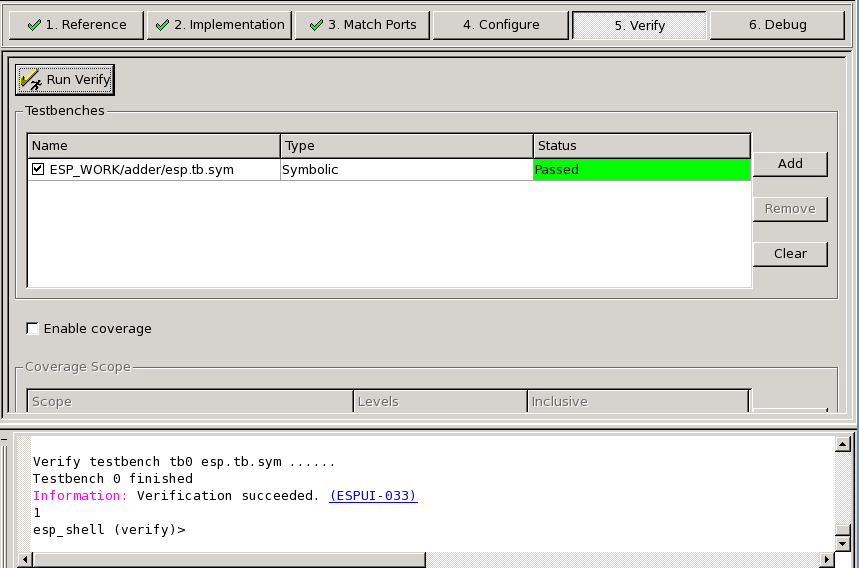 1. Reference 2. Implementation 3. Match Ports 4. Configure 5. Verify 6. Debug
Run Verify
Testbenches
Name Type Status
ESP_WORK/adder/esp.tb.sym Symbolic Passed
Add
Remove
Clear
Enable coverage
Coverage Scope
Scope Levels Inclusive
Verify testbench tb0 esp.tb.sym ......
Testbench 0 finished
Information: Verification succeeded. (ESPUI-033)
1
esp_shell (verify)>